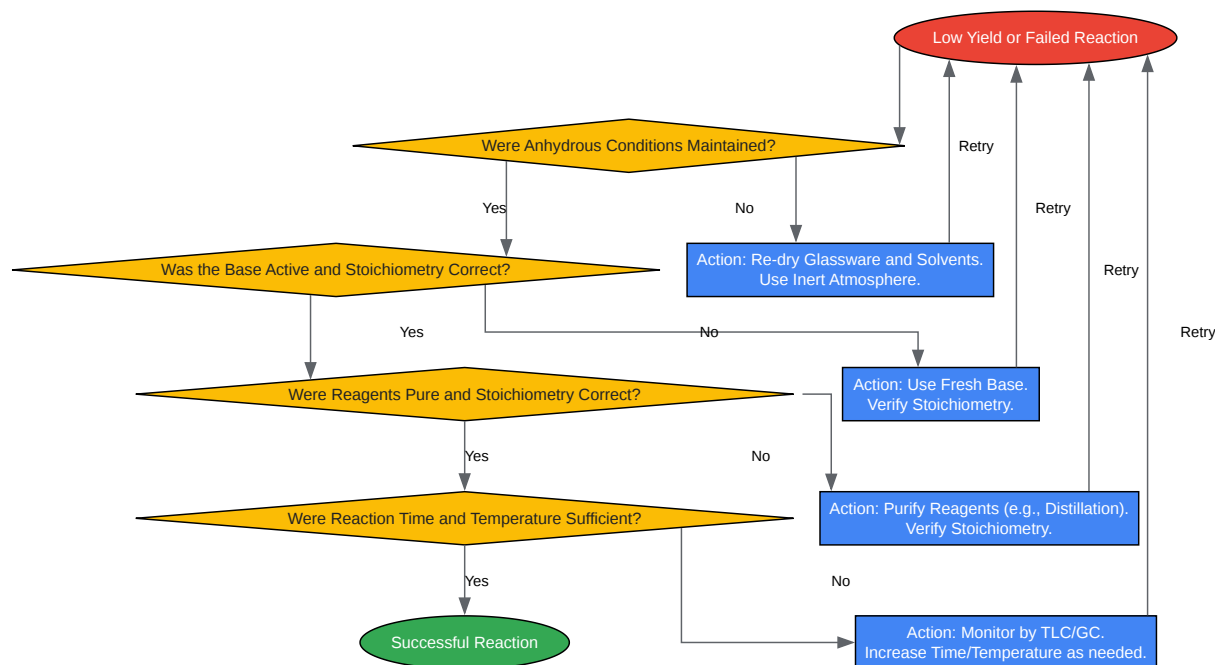 Low Yield or Failed Reaction
Were Anhydrous Conditions Maintained?
Retry
Yes
No
Retry
Action: Re-dry Glassware and Solvents.
Use Inert Atmosphere.
Was the Base Active and Stoichiometry Correct?
Retry
Yes
No
Retry
Action: Use Fresh Base.
Verify Stoichiometry.
Were Reagents Pure and Stoichiometry Correct?
Yes
No
Action: Purify Reagents (e.g., Distillation).
Verify Stoichiometry.
Were Reaction Time and Temperature Sufficient?
Yes
No
Successful Reaction
Action: Monitor by TLC/GC.
Increase Time/Temperature as needed.